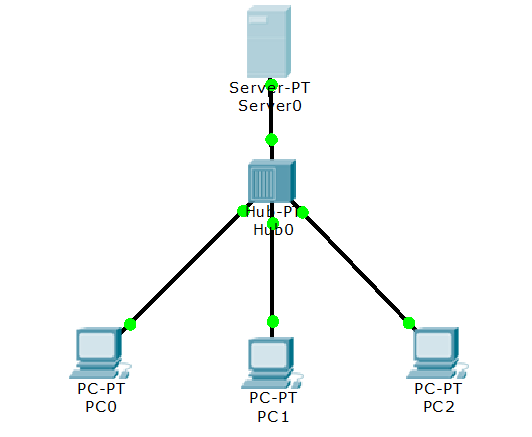 Server-PT
Server0
Hub-PT
Hub0
PC-PT
PC0
PC-PT
PC1
PC-PT
PC2